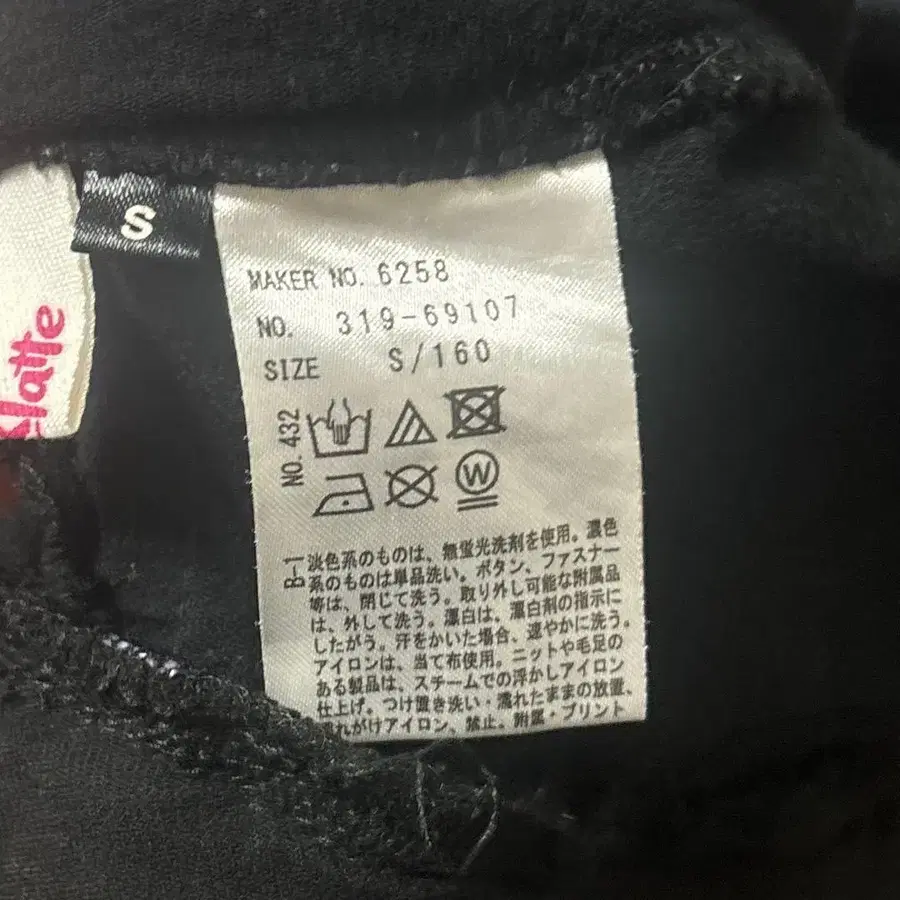 S
latte
MAKER NO. 6258
NO. 319-69107
SIZE S/160
NO. 432
W
B-1
淡色系のものは、無蛍光洗剤を使用。濃色
系のものは単品洗い。ボタン、ファスナー
等は、閉じて洗う。取り外し可能な附属品
は、外して洗う。漂白は、漂白剤の指示に
したがう。汗をかいた場合、速やかに洗う。
アイロンは、当て布使用。ニットや毛足の
ある製品は、スチームでの浮かしアイロン
仕上げ。つけ置き洗い・濡れたままの放置、
れがけアイロン、禁止。附属・プリント